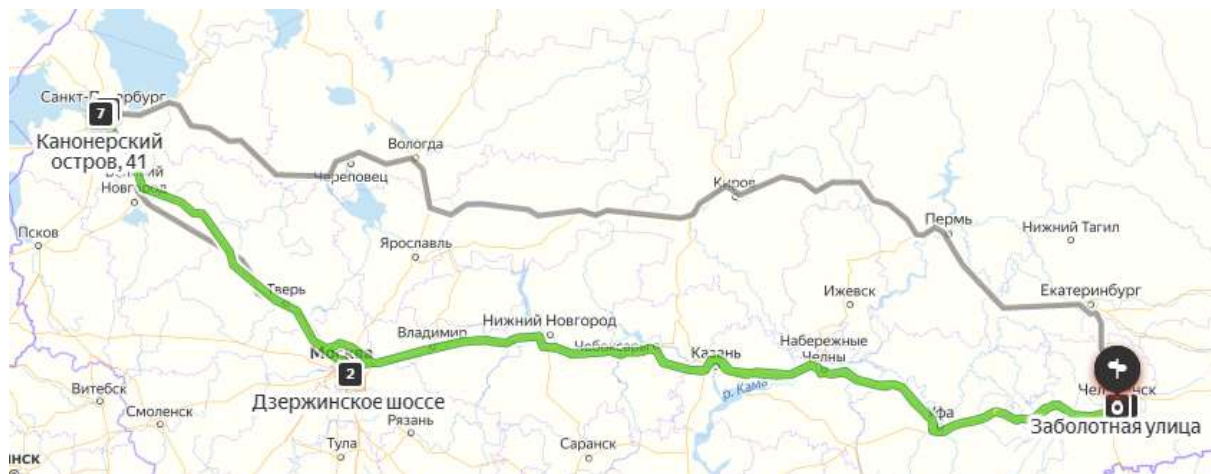 Санкт-Петербург
7
Канонерский
остров, 41
Великий
Новгород
Череповец
Вологда
Киров
Пермь
Нижний Тагил
Псков
Ярославль
Екатеринбург
Ижевск
Тверь
Нижний Новгород
Владимир
Чебоксары
Казань
Набережные
Челны
Москва
2
Дзержинское шоссе
р. Кама
Витебск
Смоленск
Рязань
Тула
Саранск
Уфа
Челябинск
Заболотная улица